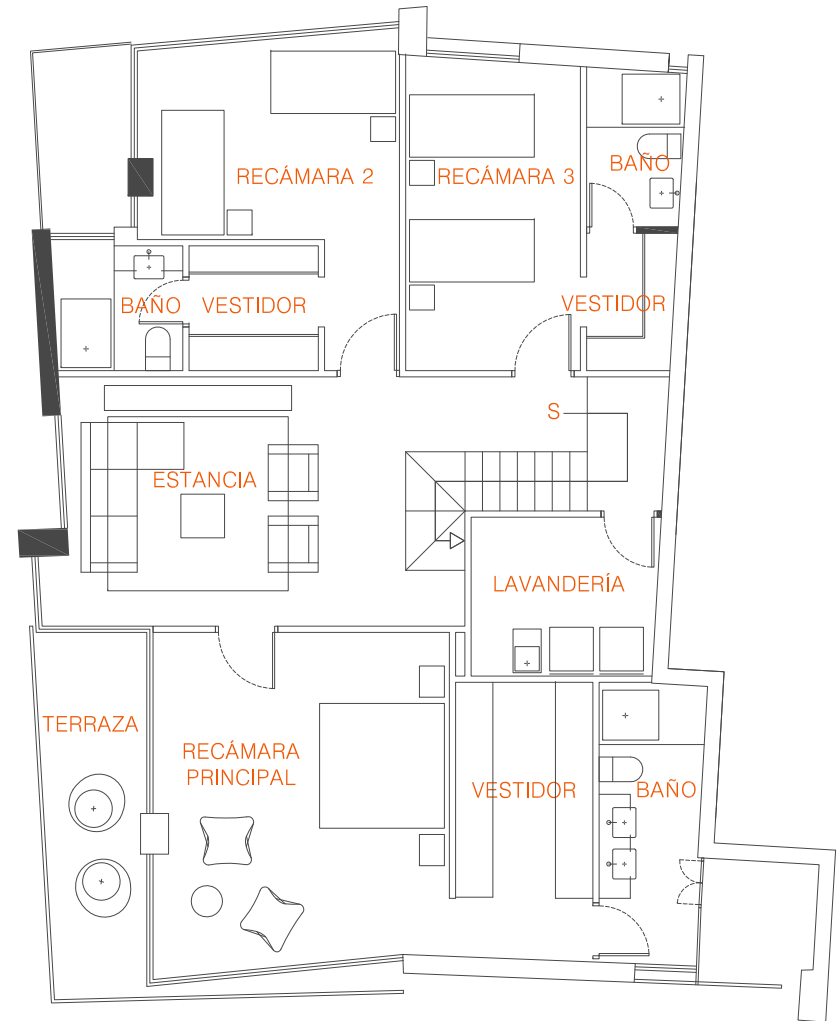 RECÁMARA 2
RECÁMARA 3
BAÑO
BAÑO
VESTIDOR
VESTIDOR
S
ESTANCIA
LAVANDERÍA
TERRAZA
RECÁMARA
PRINCIPAL
VESTIDOR
BAÑO